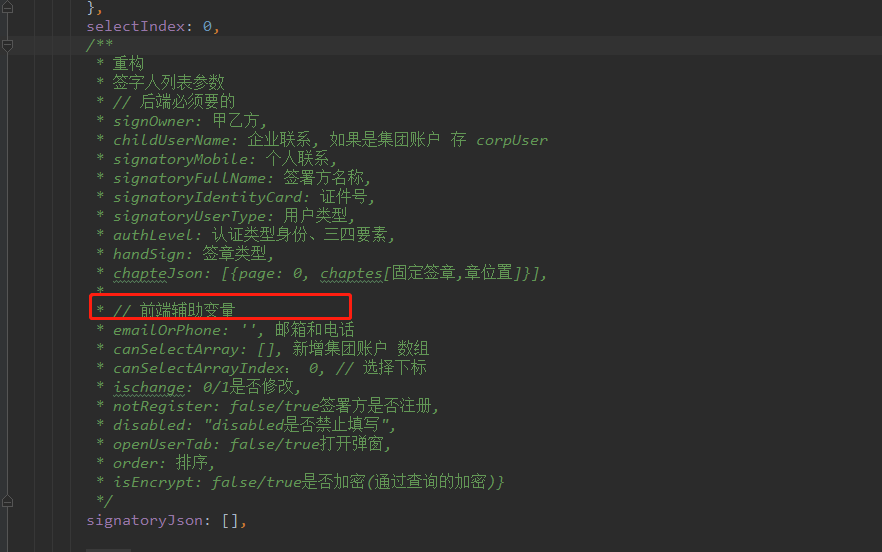 },
selectIndex: 0,
/**
* 重构
* 签字人列表参数
* // 后端必须要的
* signOwner: 甲乙方,
* childUserName: 企业联系, 如果是集团账户 存 corpUser
* signatoryMobile: 个人联系,
* signatoryFullName: 签署方名称,
* signatoryIdentityCard: 证件号,
* signatoryUserType: 用户类型,
* authLevel: 认证类型身份、三四要素,
* handSign: 签章类型,
* chapteJson: [{page: 0, chaptes[固定签章,章位置]}],
*
* // 前端辅助变量
* emailOrPhone: '', 邮箱和电话
* canSelectArray: [], 新增集团账户 数组
* canSelectArrayIndex： 0, // 选择下标
* ischange: 0/1是否修改,
* notRegister: false/true签署方是否注册,
* disabled: "disabled是否禁止填写",
* openUserTab: false/true打开弹窗,
* order: 排序,
* isEncrypt: false/true是否加密(通过查询的加密)}
*/
signatoryJson: [],